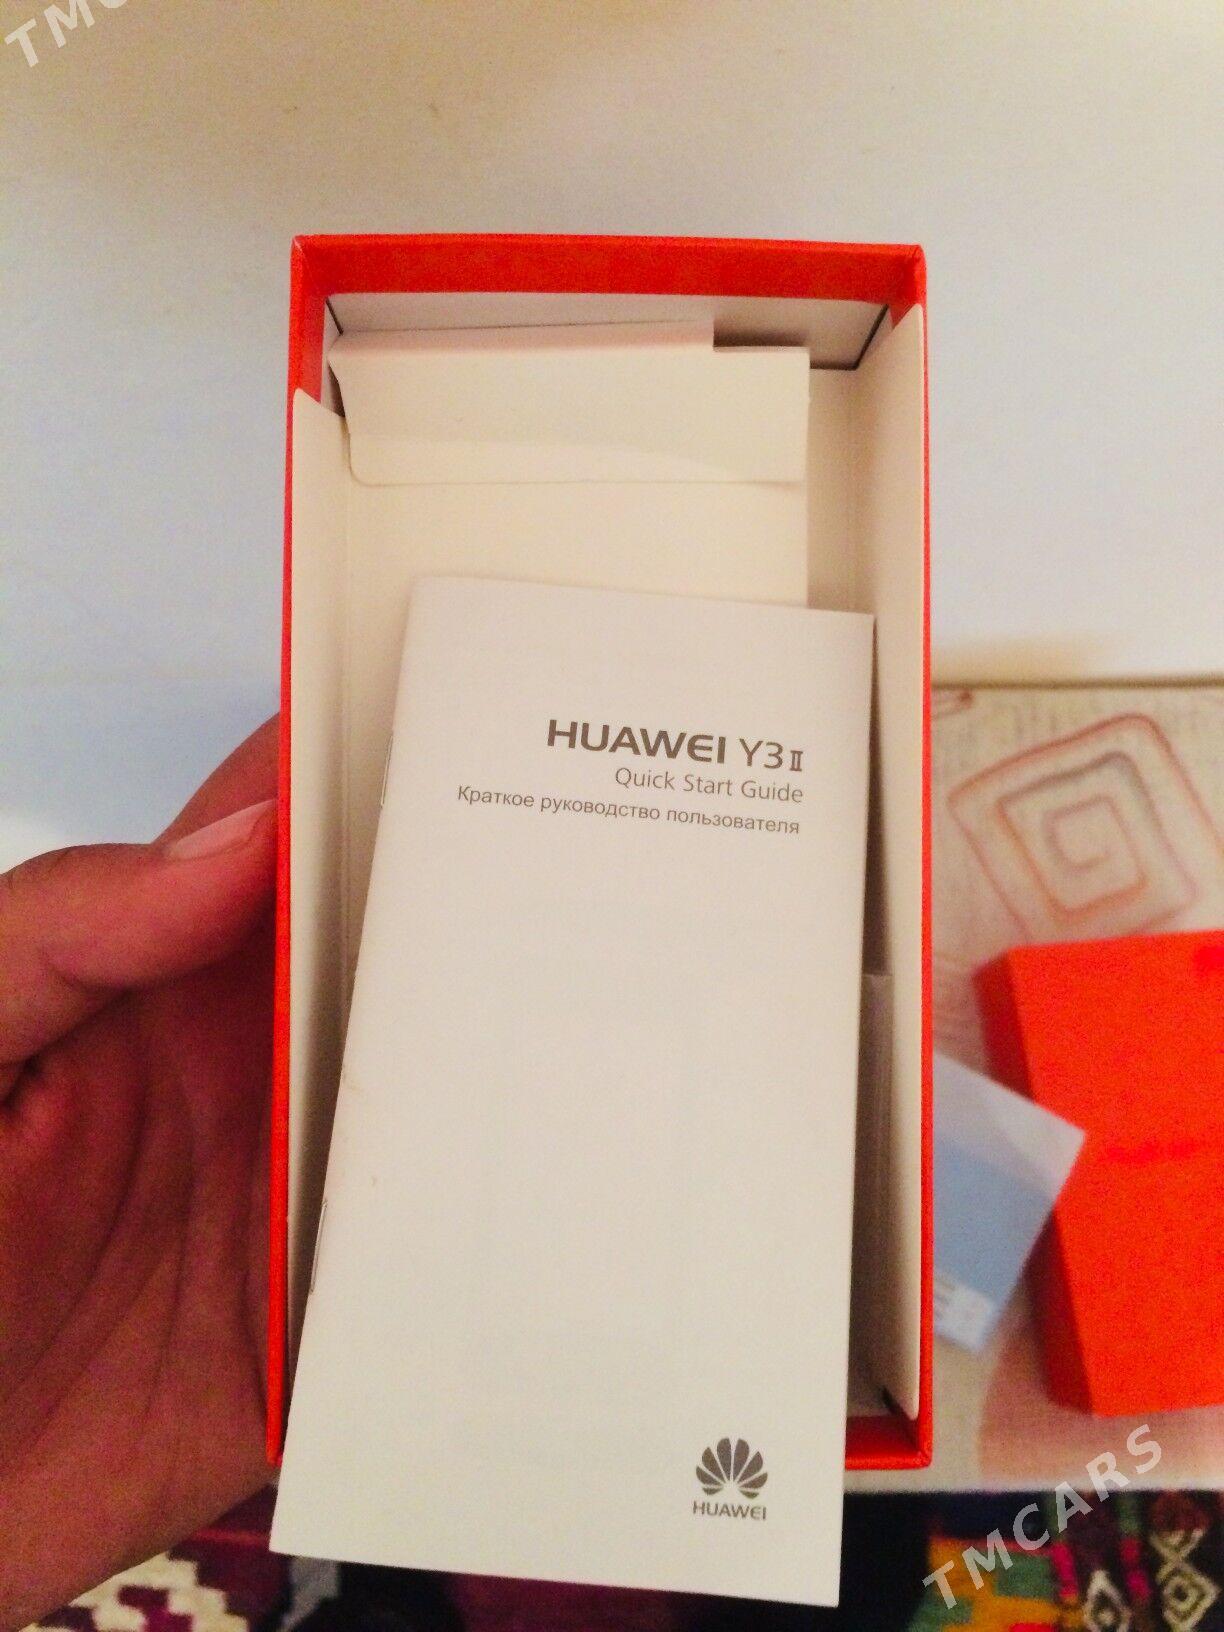 HUAWEI Y3II
Quick Start Guide
Краткое руководство пользователя
HUAWEI
TMCARS